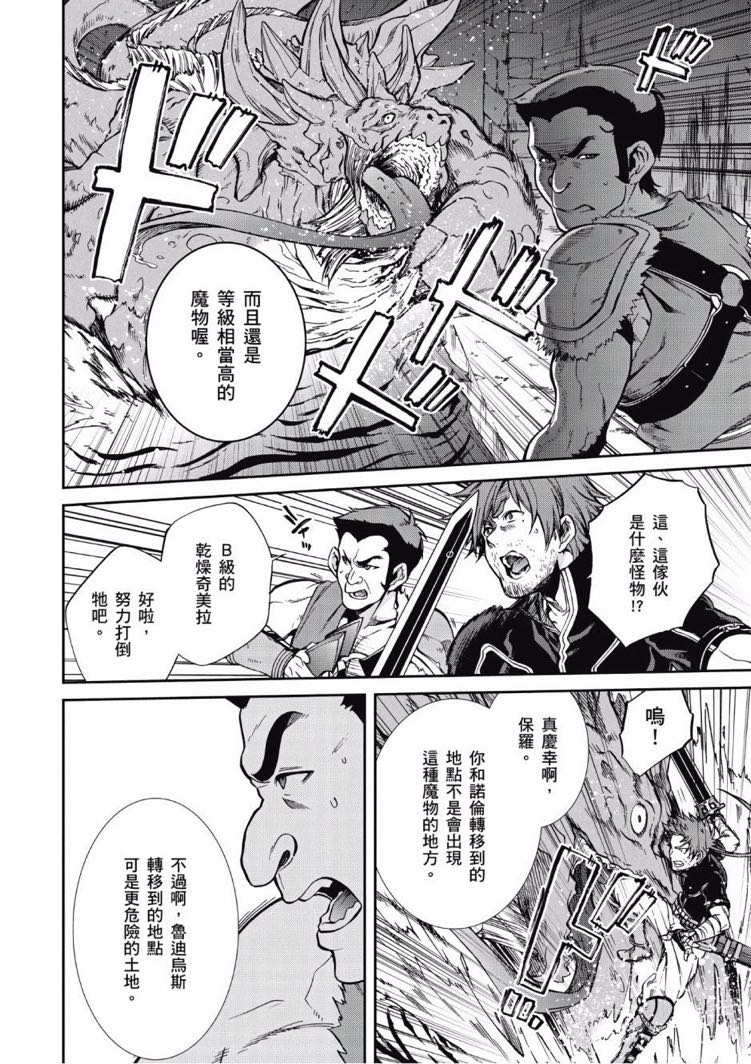 ド
ド
ド
ド
而且還是
等級相當高的
魔物喔。
這、這傢伙
是什麼怪物!?
B級的
乾燥奇美拉
好啦，
努力打倒
牠吧。
嗚！
真慶幸啊，
保羅。
你和諾倫轉移到的
地點不是會出現
這種魔物的地方。
不過啊，魯迪烏斯
轉移到的地點
可是更危險的土地。